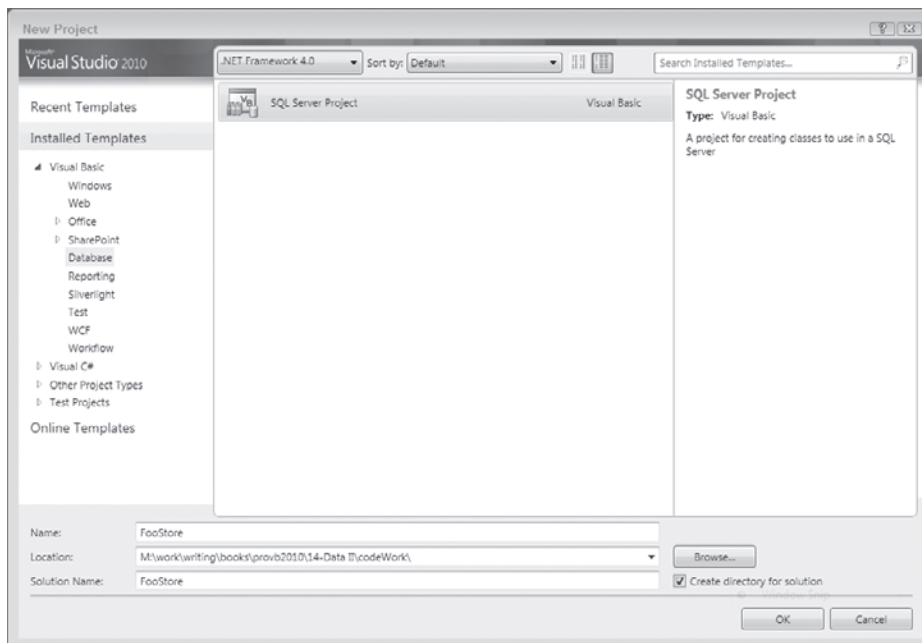 New Project
Microsoft
Visual Studio 2010
.NET Framework 4.0
Sort by: Default
Search Installed Templates...
Recent Templates
Installed Templates
Visual Basic
Windows
Web
Office
SharePoint
Database
Reporting
Silverlight
Test
WCF
Workflow
Visual C#
Other Project Types
Test Projects
Online Templates
VB
SQL Server Project Visual Basic
SQL Server Project
Type: Visual Basic
A project for creating classes to use in a SQL
Server
Name: FooStore
Location: M:\work\writing\books\provb2010\14-Data II\codeWork\
Browse...
Solution Name: FooStore
Create directory for solution
Window Snip
OK Cancel